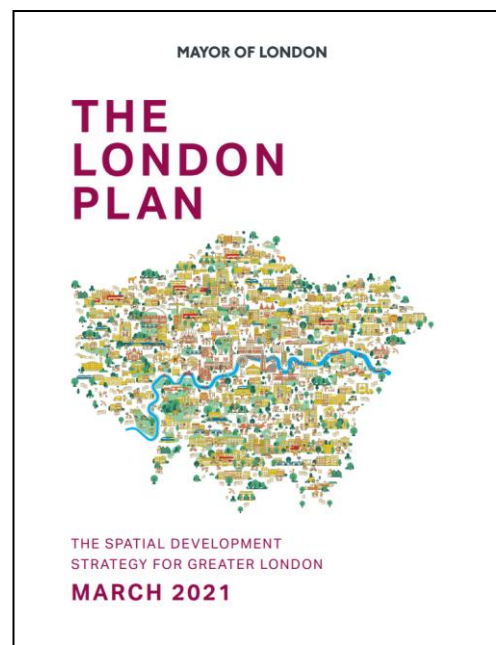 MAYOR OF LONDON
THE
LONDON
PLAN
THE SPATIAL DEVELOPMENT
STRATEGY FOR GREATER LONDON
MARCH 2021